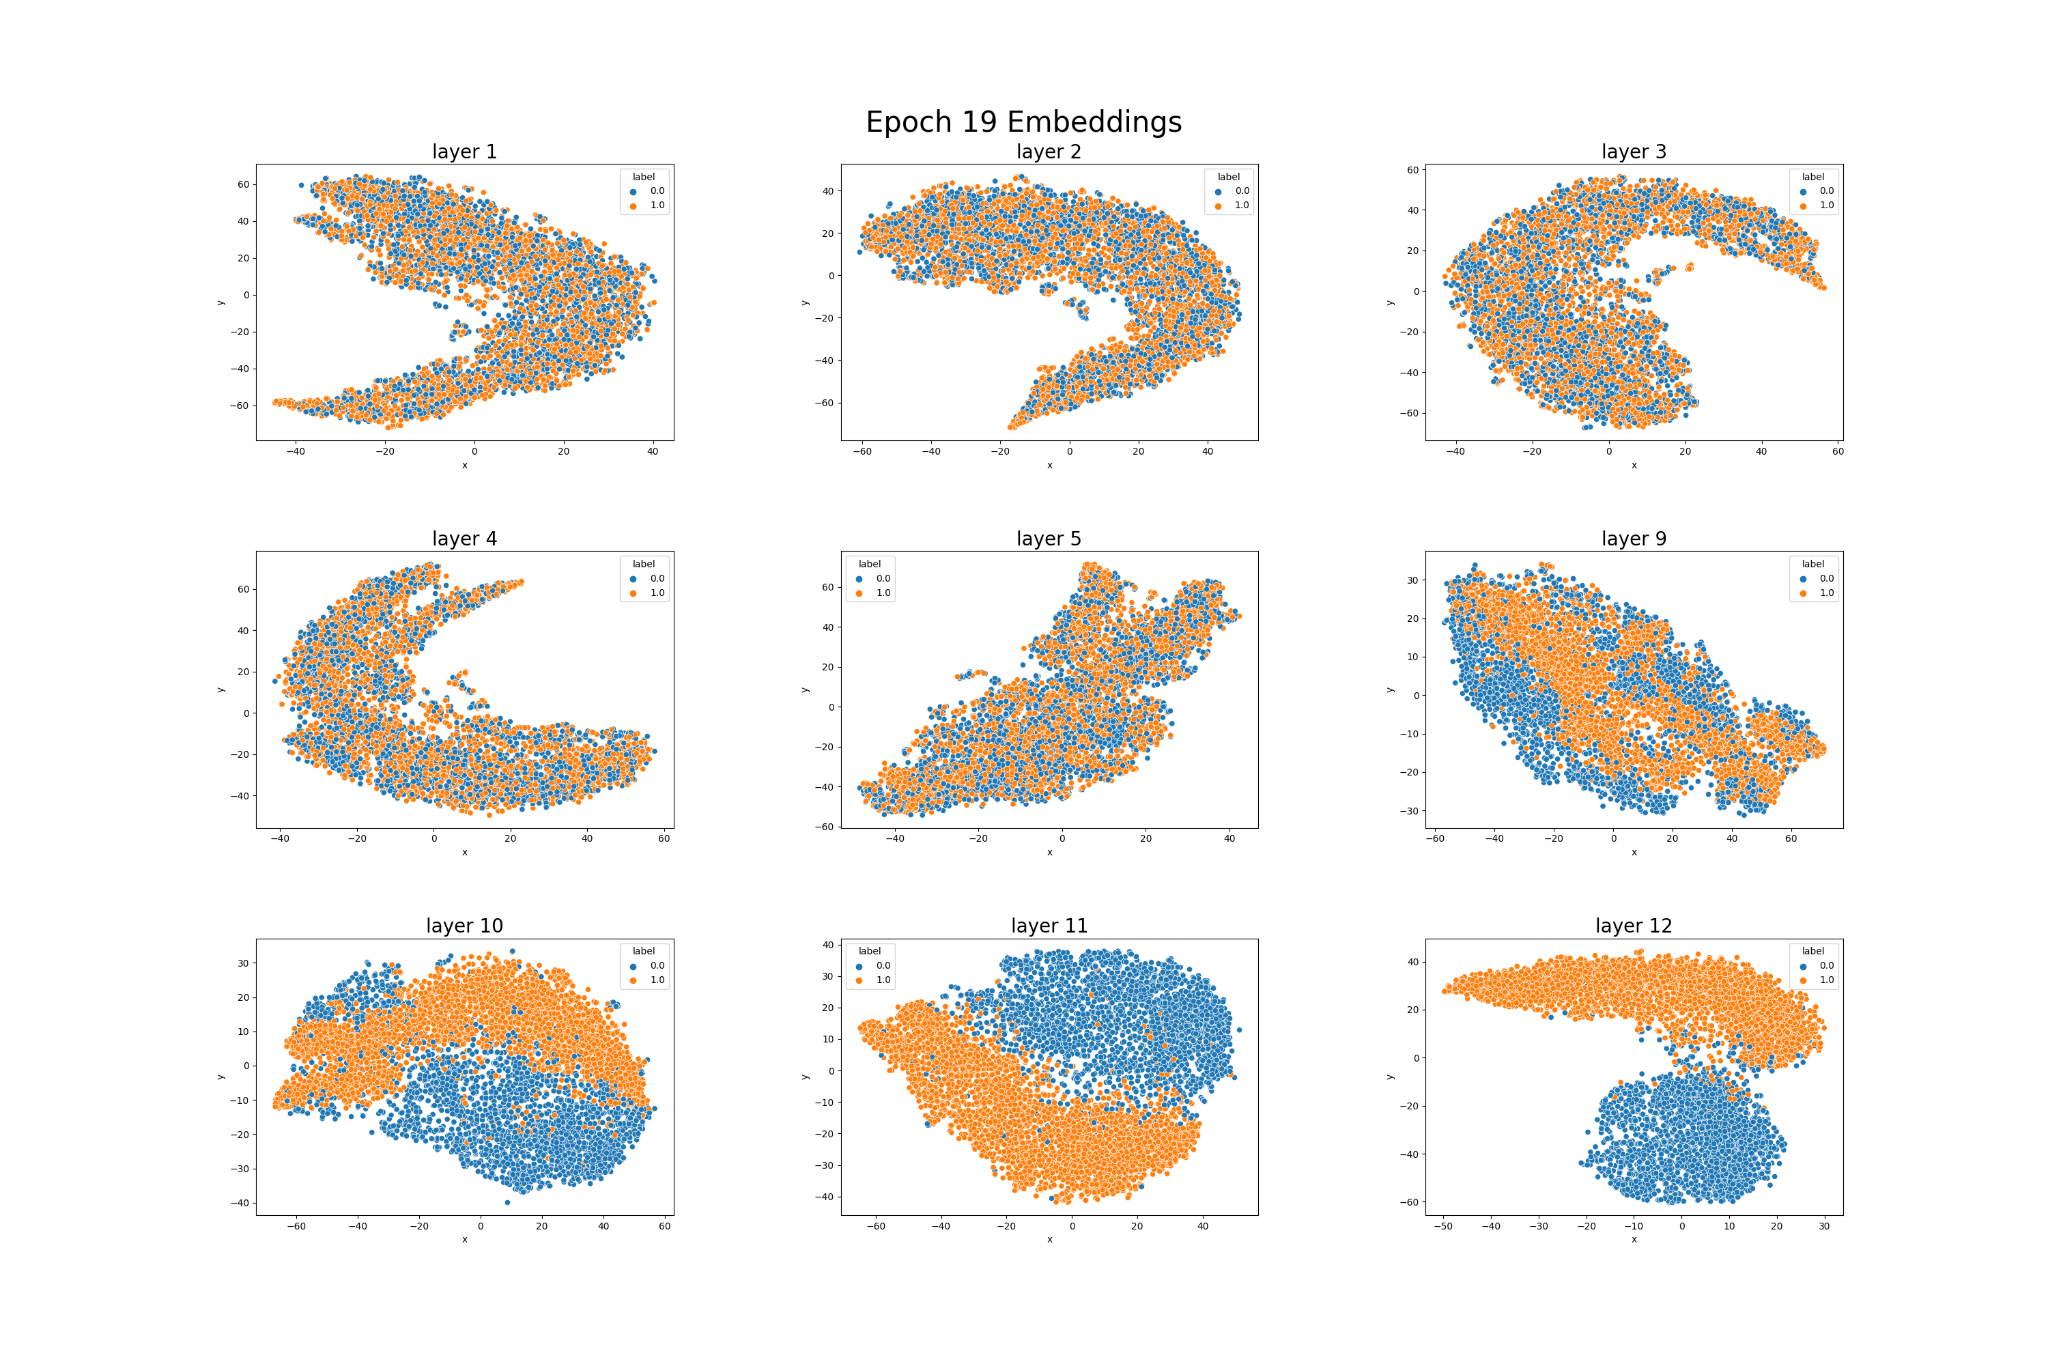 Epoch 19 Embeddings
layer 1
label
0.0
1.0
60
40
20
0
−20
−40
−60
y
−40 −20 0 20 40
x
layer 2
label
0.0
1.0
40
20
0
−20
−40
−60
y
−60 −40 −20 0 20 40
x
layer 3
label
0.0
1.0
60
40
20
0
−20
−40
−60
y
−40 −20 0 20 40 60
x
layer 4
label
0.0
1.0
60
40
20
0
−20
−40
y
−40 −20 0 20 40 60
x
layer 5
label
0.0
1.0
60
40
20
0
−20
−40
−60
y
−40 −20 0 20 40
x
layer 9
label
0.0
1.0
30
20
10
0
−10
−20
−30
y
−60 −40 −20 0 20 40 60
x
layer 10
label
0.0
1.0
30
20
10
0
−10
−20
−30
−40
y
−60 −40 −20 0 20 40
x
layer 11
label
0.0
1.0
40
30
20
10
0
−10
−20
−30
−40
y
−60 −40 −20 0 20 40
x
layer 12
label
0.0
1.0
40
20
0
−20
−40
−60
y
−50 −40 −30 −20 −10 0 10 20 30
x